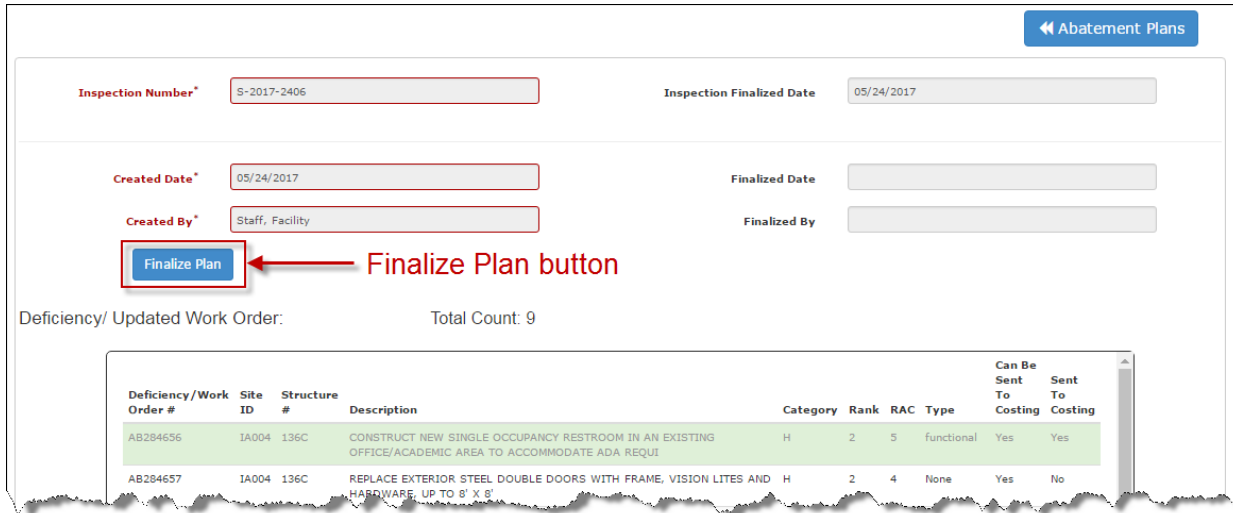 Abatement Plans
Inspection Number* S-2017-2406 Inspection Finalized Date 05/24/2017
Created Date* 05/24/2017 Finalized Date
Created By* Staff, Facility Finalized By
Finalize Plan Finalize Plan button
Deficiency/ Updated Work Order: Total Count: 9
Can Be
Sent Sent
Deficiency/Work Site Structure To To
Order # ID # Description Category Rank RAC Type Costing Costing
AB284656 IA004 136C CONSTRUCT NEW SINGLE OCCUPANCY RESTROOM IN AN EXISTING H 2 5 functional Yes Yes
OFFICE/ACADEMIC AREA TO ACCOMMODATE ADA REQUI
AB284657 IA004 136C REPLACE EXTERIOR STEEL DOUBLE DOORS WITH FRAME, VISION LITES AND H 2 4 None Yes No
HARDWARE, UP TO 8' X 8'